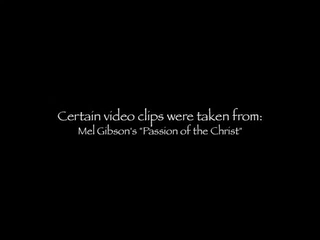 Certain video clips were taken from:
Mel Gibson's "Passion of the Christ"